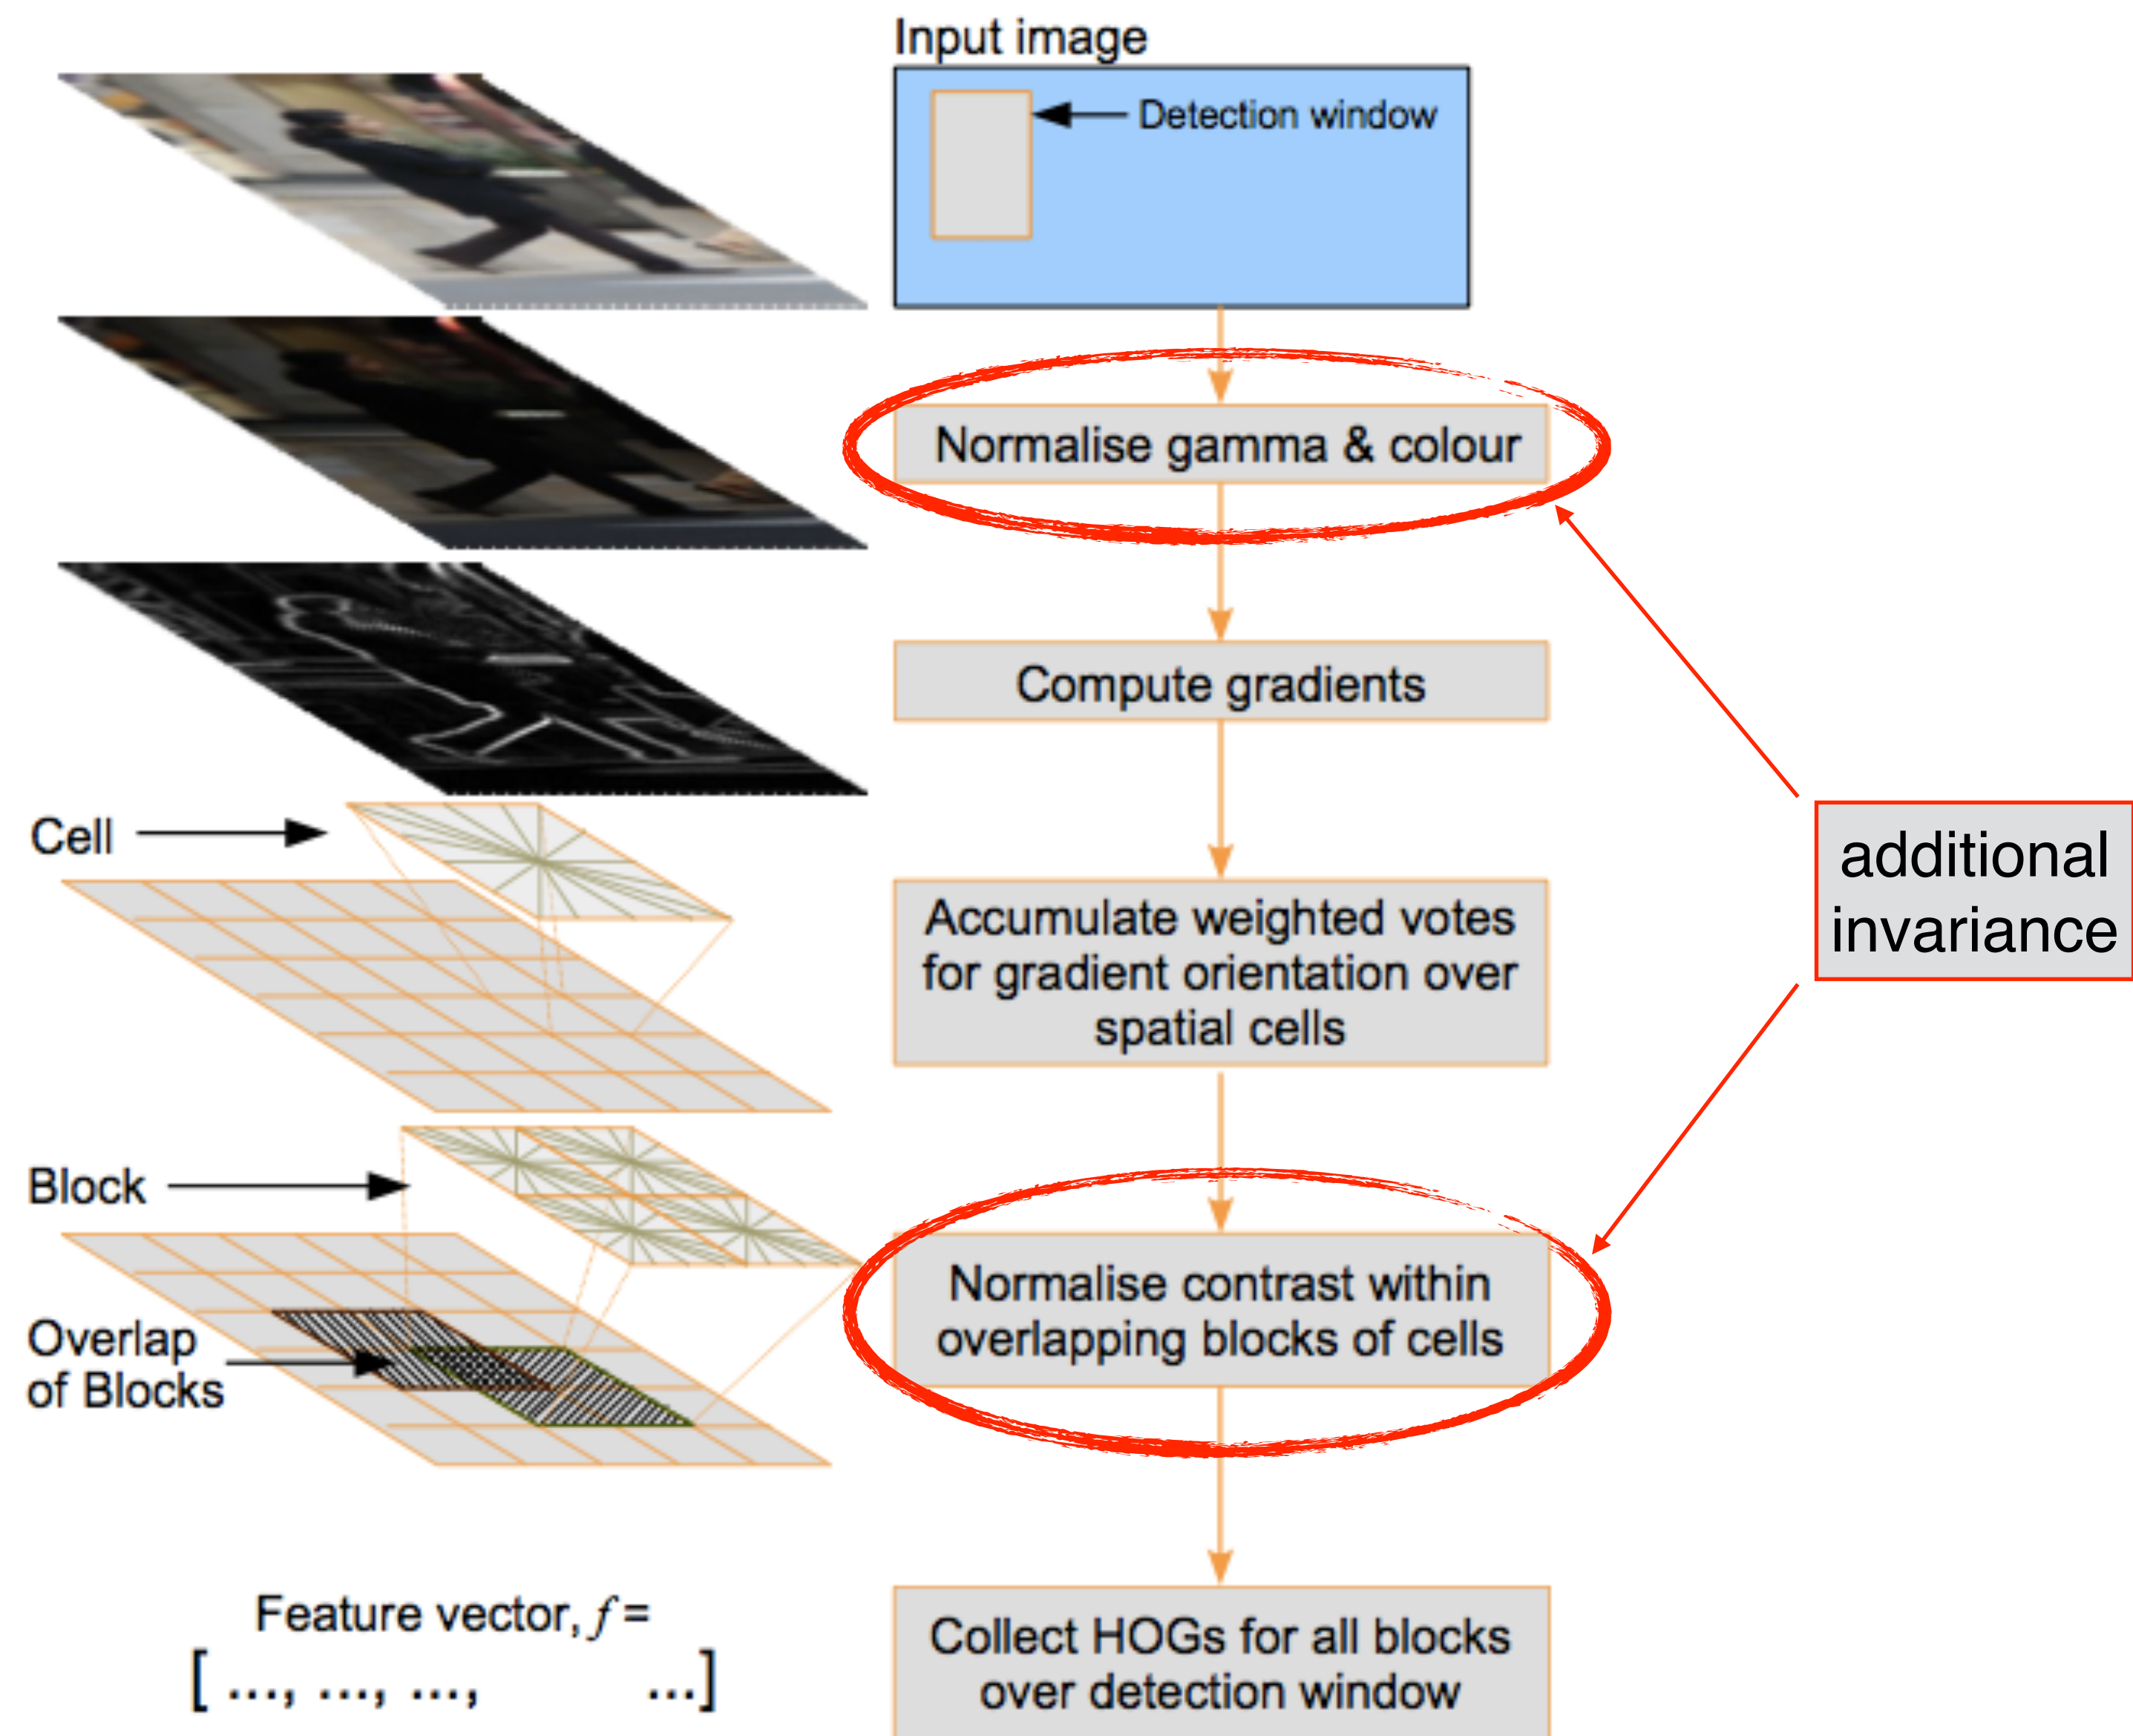 Input image
Detection window
Normalise gamma & colour
Compute gradients
Cell
Accumulate weighted votes
for gradient orientation over
spatial cells
additional
invariance
Block
Normalise contrast within
overlapping blocks of cells
Overlap
of Blocks
Feature vector, f =
[ ..., ..., ..., ...]
Collect HOGs for all blocks
over detection window